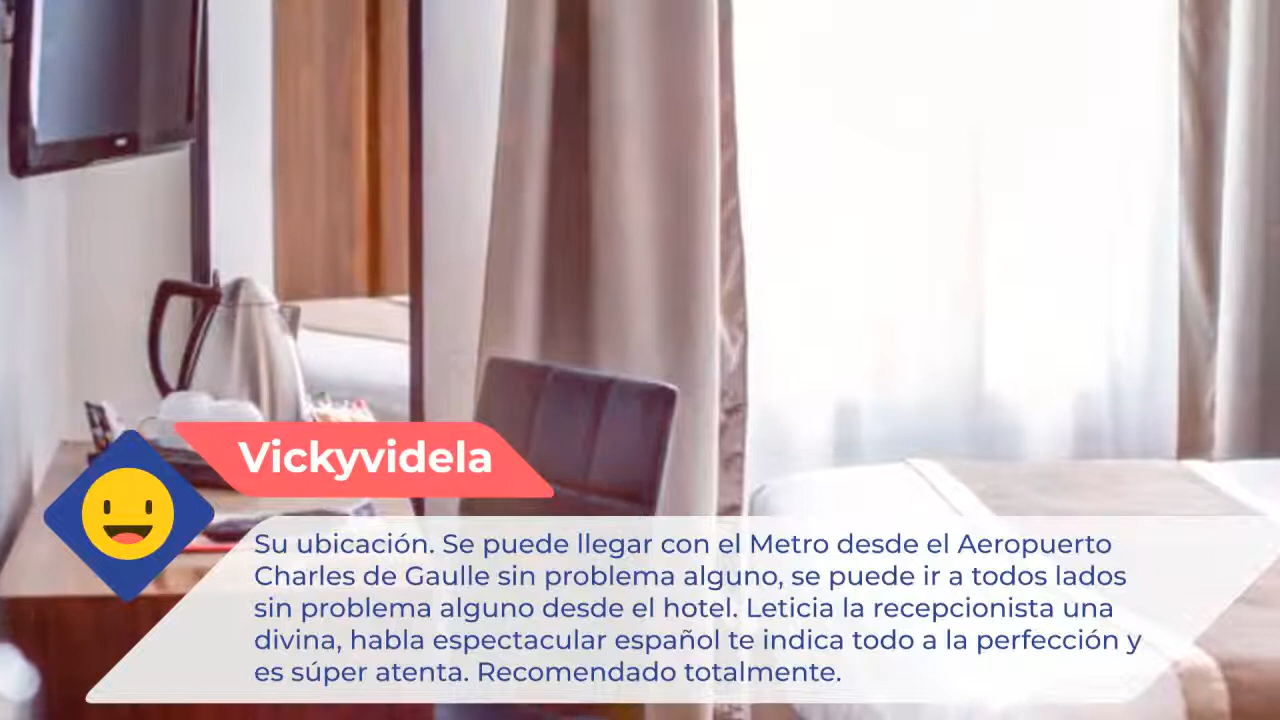 Vickyvidela
Su ubicación. Se puede llegar con el Metro desde el Aeropuerto
Charles de Gaulle sin problema alguno, se puede ir a todos lados
sin problema alguno desde el hotel. Leticia la recepcionista una
divina, habla espectacular español te indica todo a la perfección y
es súper atenta. Recomendado totalmente.